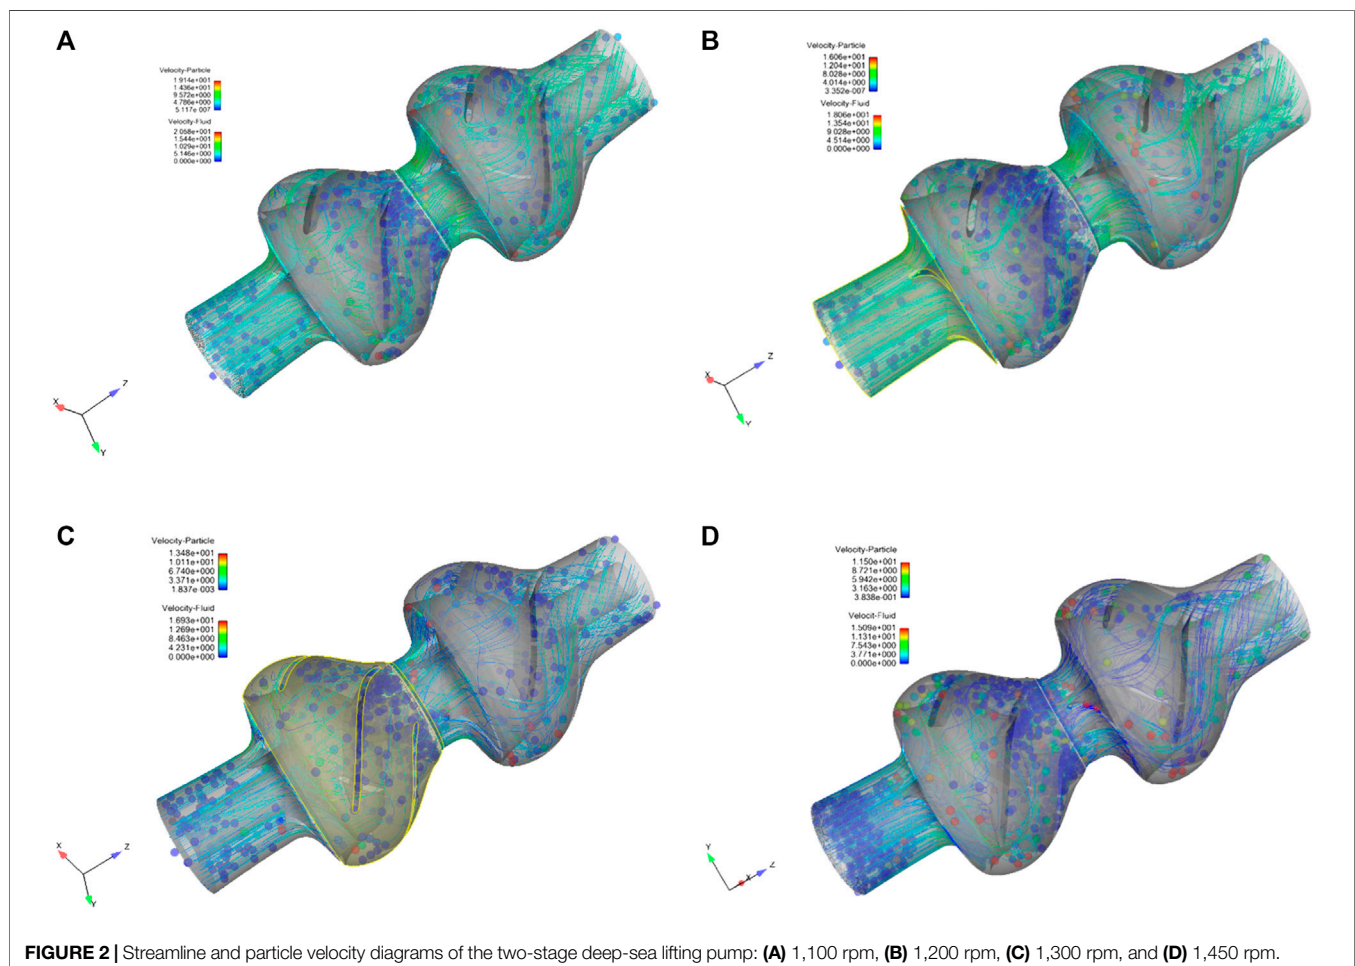 A
Velocity-Particle
1.914e+001
1.436e+001
9.572e+000
4.786e+000
5.117e-007
Velocity-Fluid
2.058e+001
1.544e+001
1.029e+001
5.146e+000
0.000e+000
X
Y
Z
B
Velocity-Particle
1.606e+001
1.204e+001
8.028e+000
4.014e+000
3.352e-007
Velocity-Fluid
1.806e+001
1.354e+001
9.028e+000
4.514e+000
0.000e+000
X
Y
Z
C
Velocity-Particle
1.348e+001
1.011e+001
6.740e+000
3.371e+000
1.837e-003
Velocity-Fluid
1.693e+001
1.269e+001
8.463e+000
4.231e+000
0.000e+000
X
Y
Z
D
Velocity-Particle
1.150e+001
8.721e+000
5.942e+000
3.163e+000
3.838e-001
Velocit-Fluid
1.509e+001
1.131e+001
7.543e+000
3.771e+000
0.000e+000
Y
X
Z
FIGURE 2 | Streamline and particle velocity diagrams of the two-stage deep-sea lifting pump: (A) 1,100 rpm, (B) 1,200 rpm, (C) 1,300 rpm, and (D) 1,450 rpm.